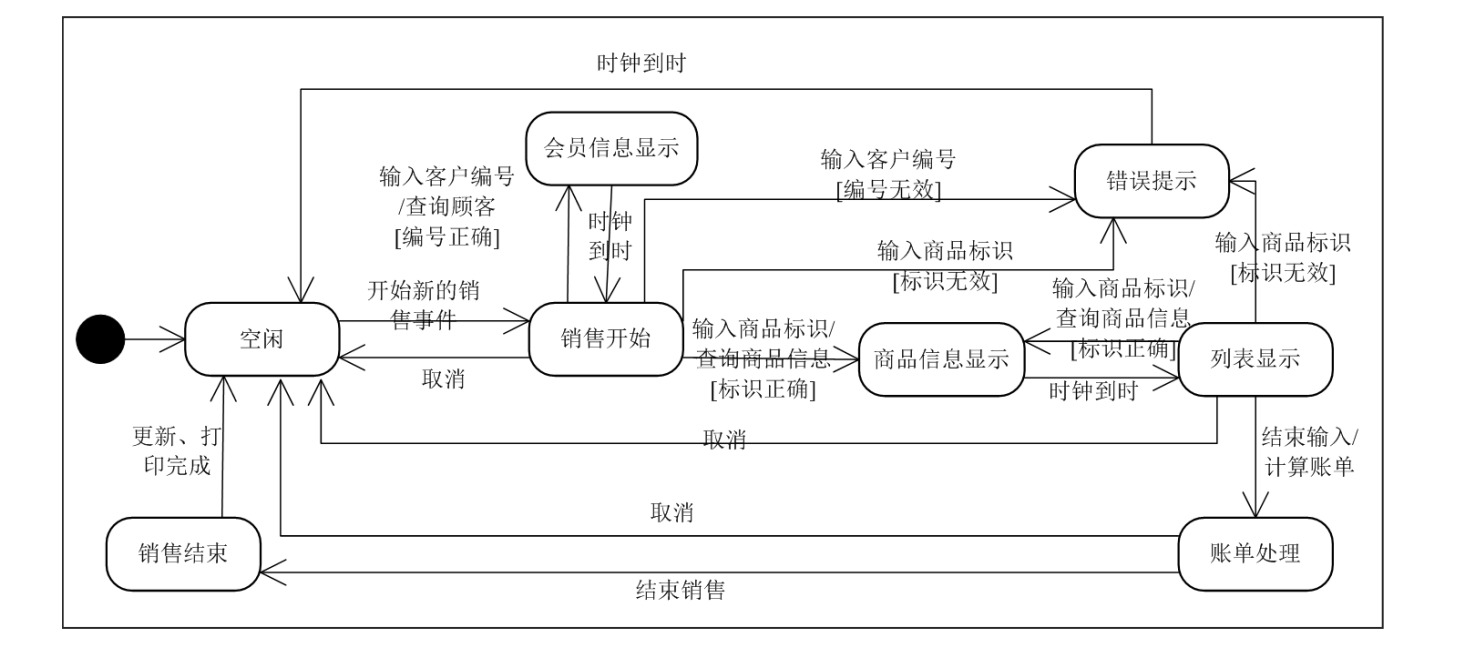 时钟到时
会员信息显示
输入客户编号
/查询顾客
[编号正确]
时钟
到时
输入客户编号
[编号无效]
错误提示
输入商品标识
[标识无效]
输入商品标识
[标识无效]
开始新的销
售事件
空闲
销售开始
取消
输入商品标识/
查询商品信息
[标识正确]
商品信息显示
输入商品标识/
查询商品信息
[标识正确]
列表显示
时钟到时
取消
更新、打
印完成
结束输入/
计算账单
取消
销售结束
账单处理
结束销售